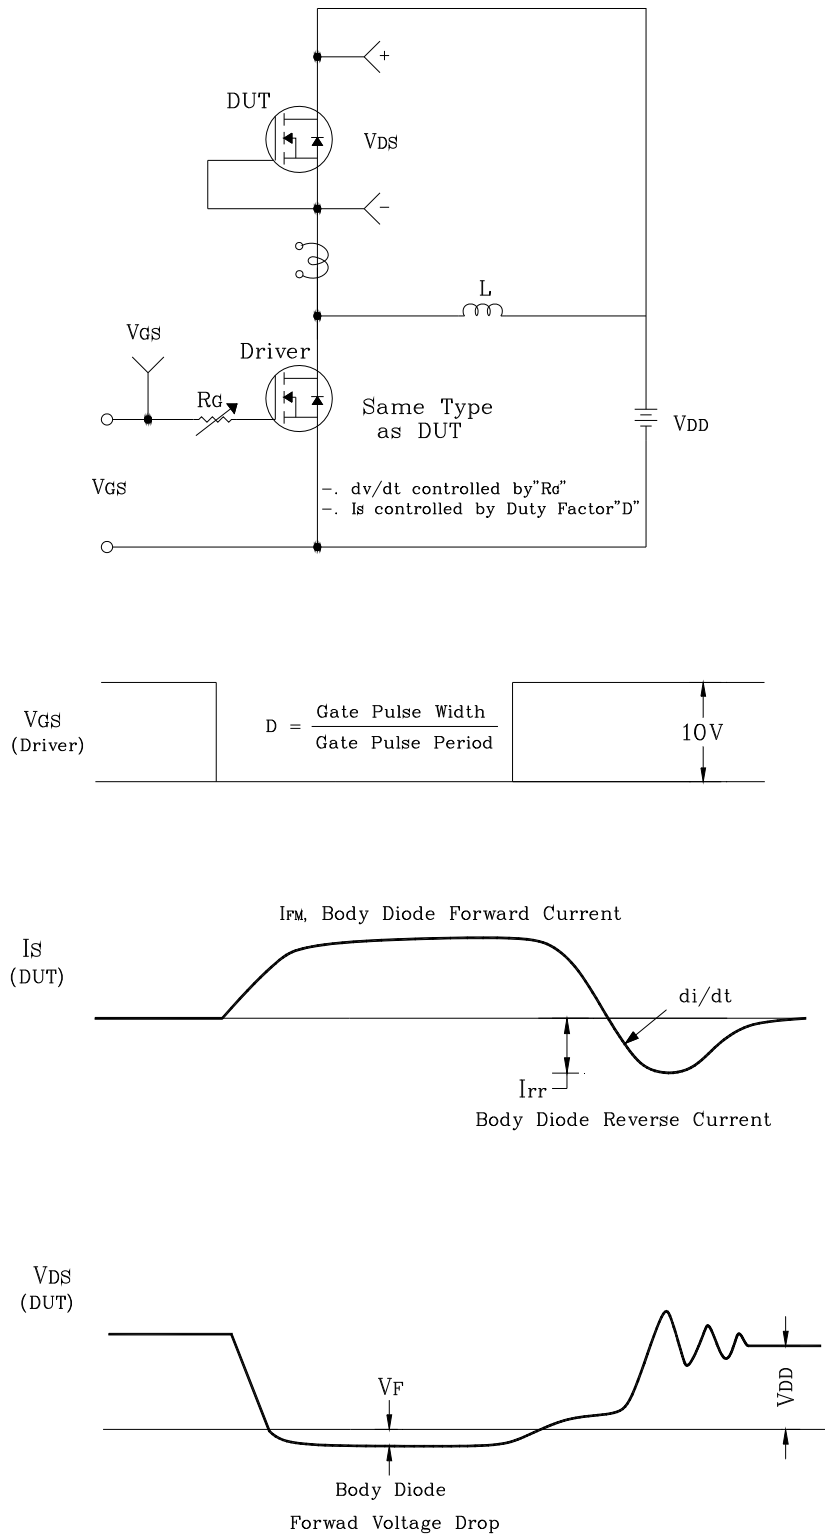 +
DUT
VDS
-
L
VGS
Driver
RG
Same Type
as DUT
VDD
VGS
-. dv/dt controlled by"RG"
-. Is controlled by Duty Factor"D"
VGS
(Driver)
D = Gate Pulse Width
Gate Pulse Period
10V
IFM, Body Diode Forward Current
IS
(DUT)
di/dt
Irr
Body Diode Reverse Current
VDS
(DUT)
VF
VDD
Body Diode
Forwad Voltage Drop